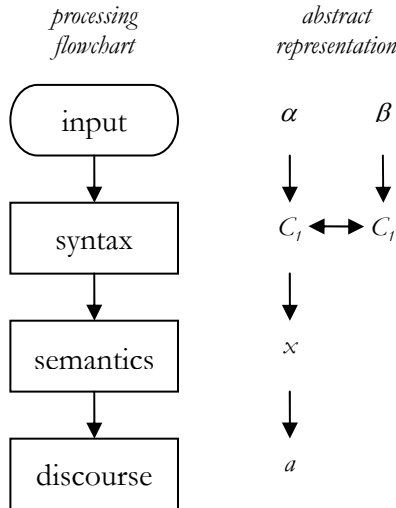 processing
flowchart
abstract
representation
input
α β
syntax
C₁ C₁
semantics
x
discourse
a